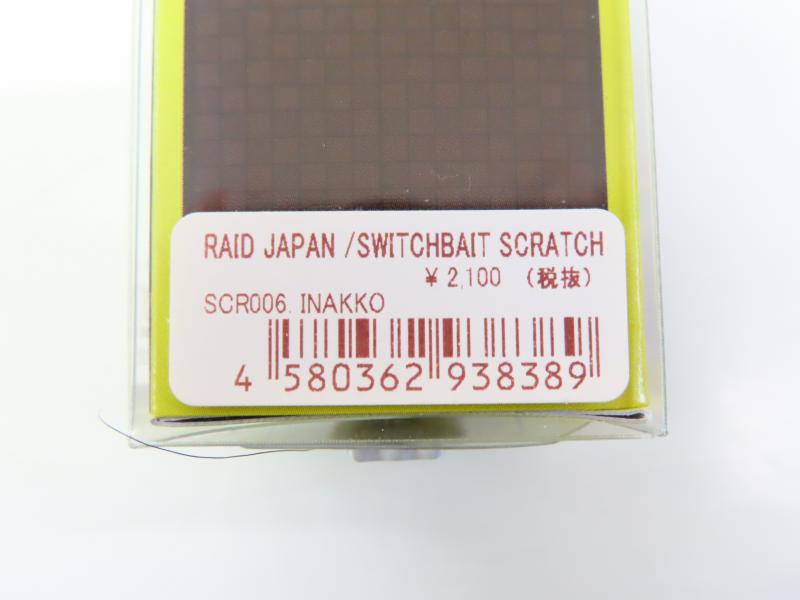 RAID JAPAN /SWITCHBAIT SCRATCH
¥ 2,100 (税抜)
SCR006. INAKKO
4 580362 938389